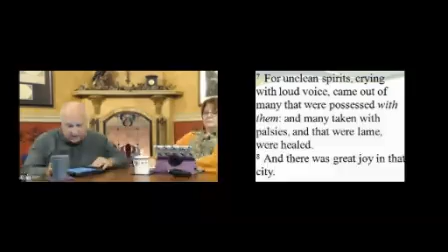 7 For unclean spirits, crying
with loud voice, came out of
many that were possessed with
them: and many taken with
palsies, and that were lame,
were healed.
8 And there was great joy in that
city.